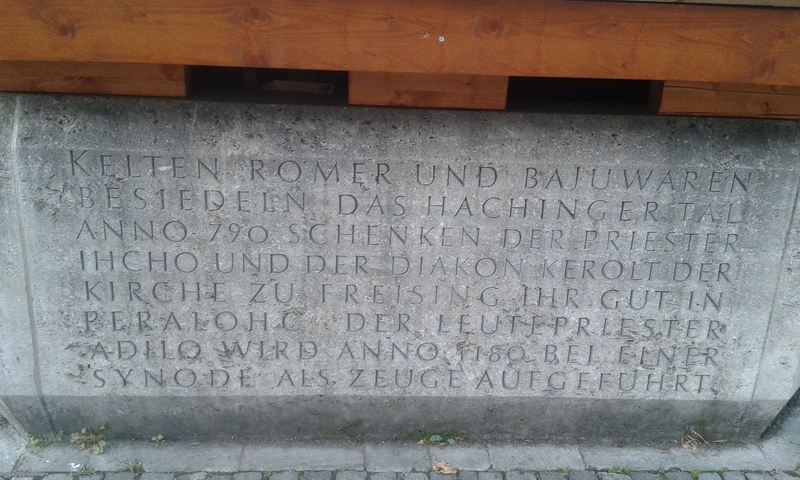 KELTEN RÖMER UND BAJUWAREN
BESIEDELN DAS HACHINGER TAL
ANNO 790 SCHENKEN DER PRIESTER
IHCHO UND DER DIAKON KEROLT DER
KIRCHE ZU FREISING IHR GUT IN
PERALOHC DER LEUTEPRIESTER
ADILO WIRD ANNO 1180 BEI EINER
SYNODE ALS ZEUGE AUFGEFÜHRT